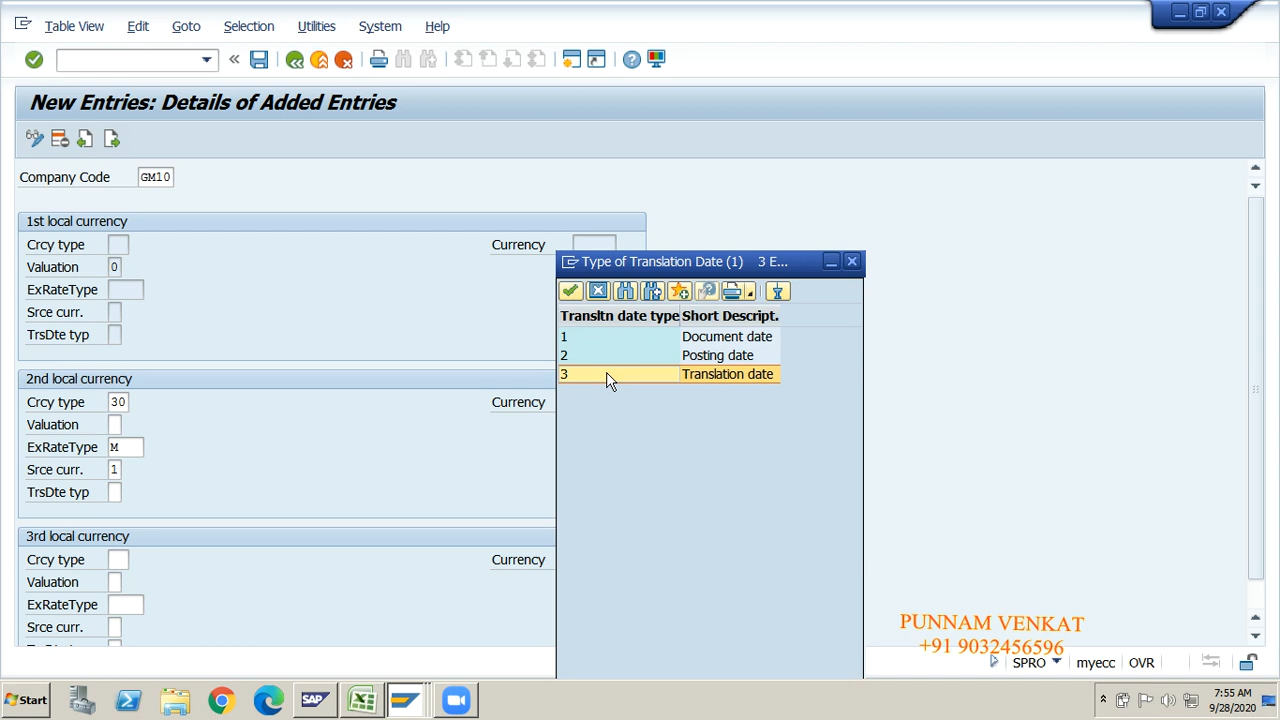 Table View Edit Goto Selection Utilities System Help
New Entries: Details of Added Entries
Company Code GM10
1st local currency
Crcy type Currency
Valuation 0
ExRateType
Srce curr.
TrsDte typ
2nd local currency
Crcy type 30 Currency
Valuation
ExRateType M
Srce curr. 1
TrsDte typ
3rd local currency
Crcy type Currency
Valuation
ExRateType
Srce curr.
Type of Translation Date (1) 3 E...
Transltn date type Short Descript.
1 Document date
2 Posting date
3 Translation date
PUNNAM VENKAT
+91 9032456596
SPRO myecc OVR
Start SAP 7:55 AM
9/28/2020